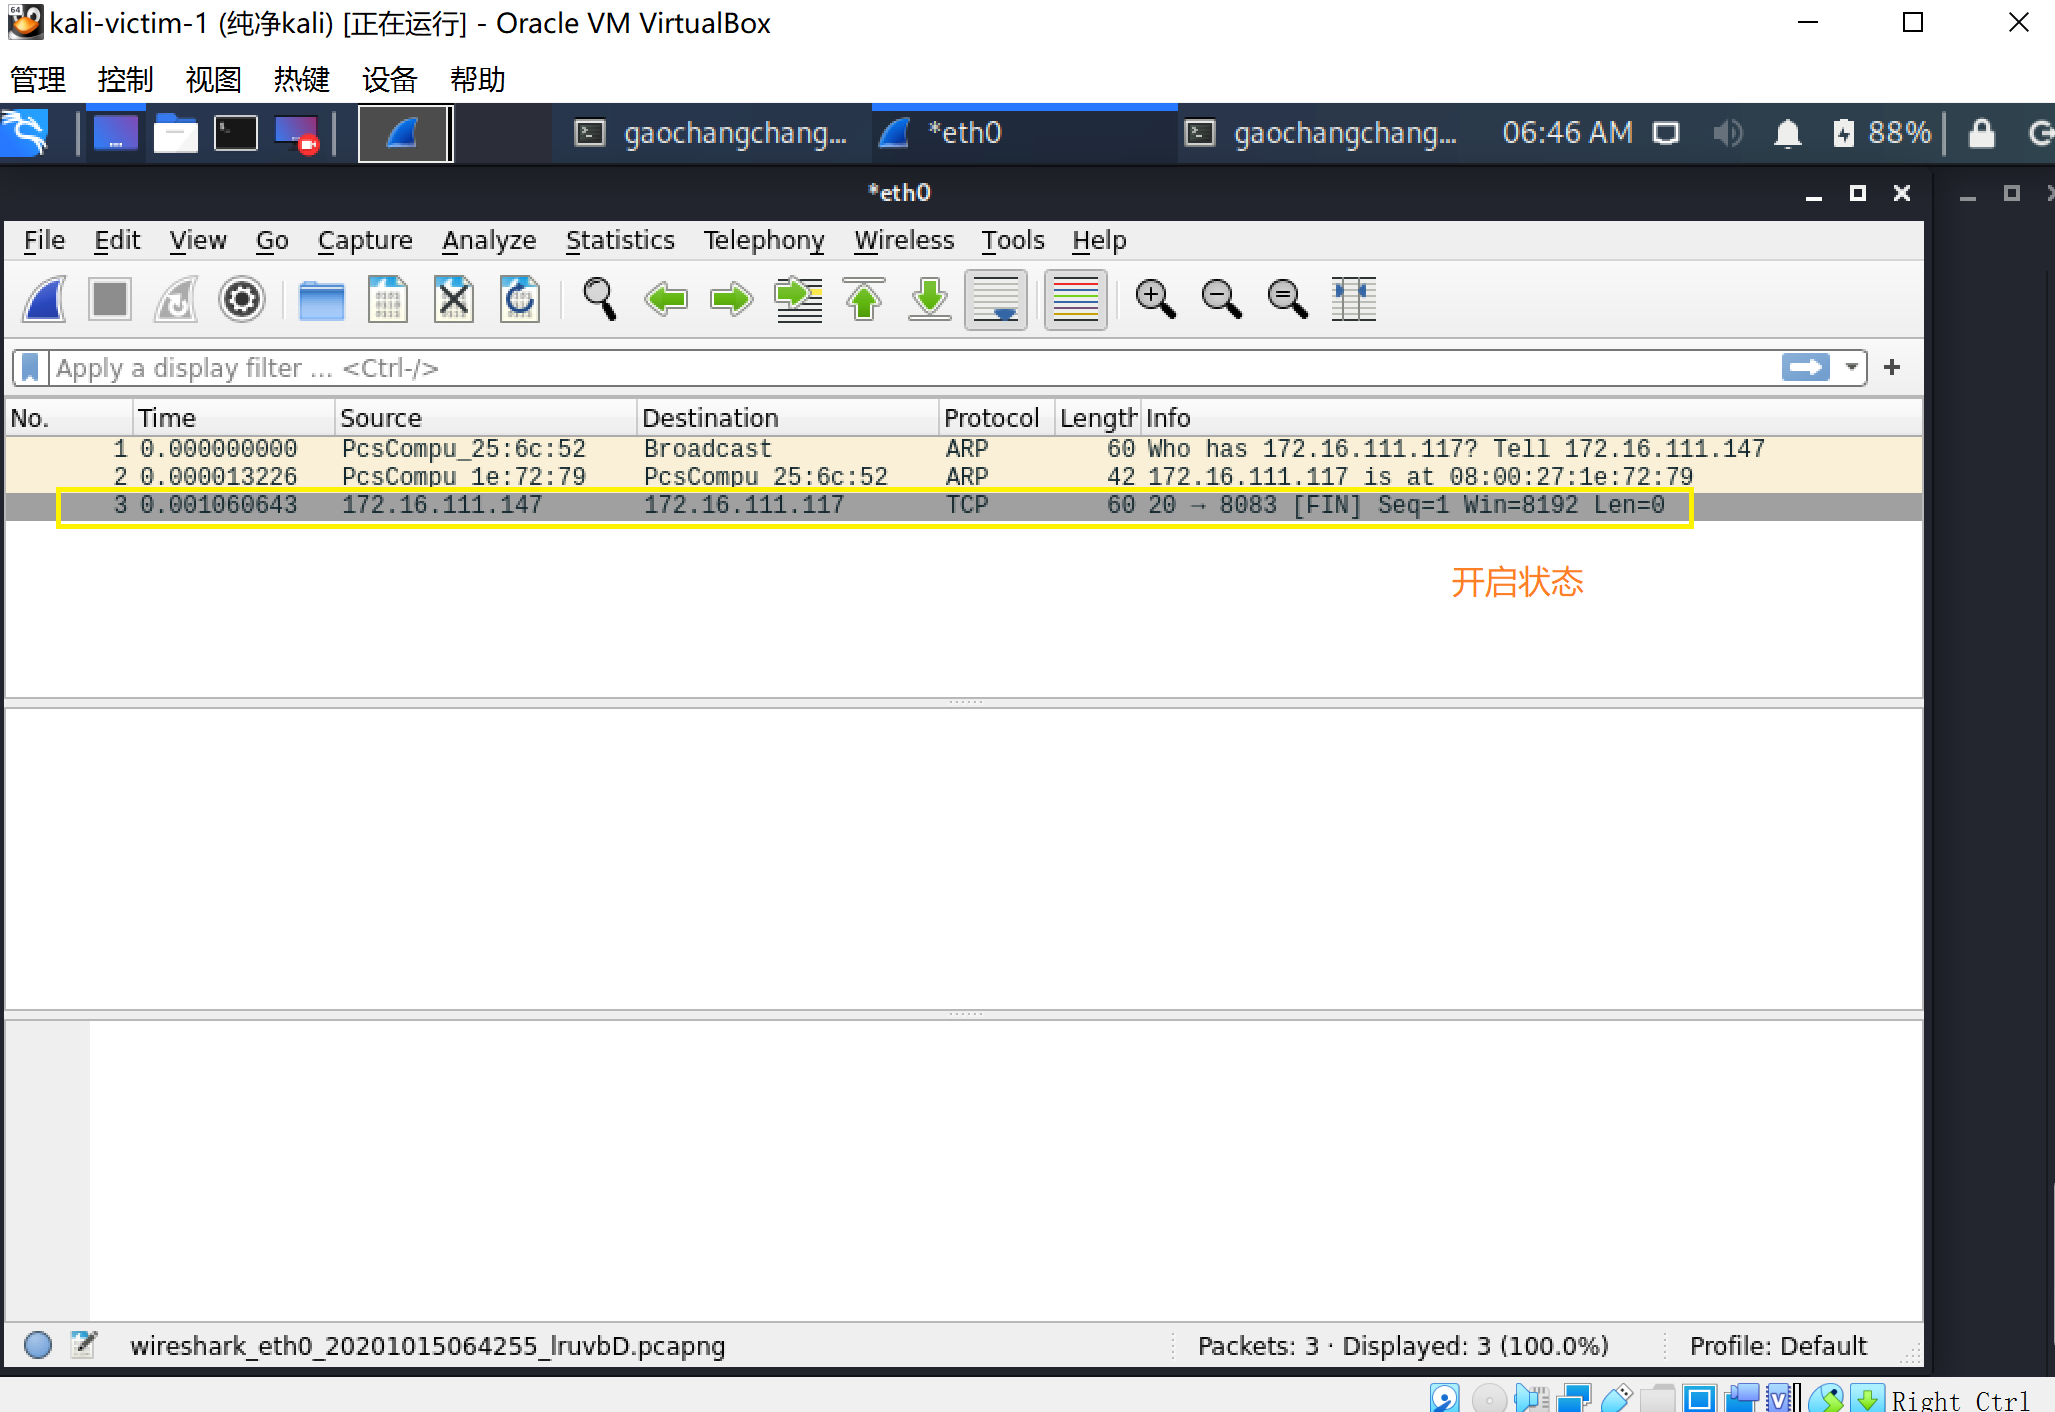 kali-victim-1 (纯净kali) [正在运行] - Oracle VM VirtualBox
管理 控制 视图 热键 设备 帮助
gaochangchang... *eth0 gaochangchang... 06:46 AM 88%
*eth0
File Edit View Go Capture Analyze Statistics Telephony Wireless Tools Help
Apply a display filter ... <Ctrl-/>
No. Time Source Destination Protocol Length Info
1 0.000000000 PcsCompu_25:6c:52 Broadcast ARP 60 Who has 172.16.111.117? Tell 172.16.111.147
2 0.000013226 PcsCompu_1e:72:79 PcsCompu_25:6c:52 ARP 42 172.16.111.117 is at 08:00:27:1e:72:79
3 0.001060643 172.16.111.147 172.16.111.117 TCP 60 20 → 8083 [FIN] Seq=1 Win=8192 Len=0
开启状态
wireshark_eth0_20201015064255_lruvbD.pcapng Packets: 3 · Displayed: 3 (100.0%) Profile: Default
Right Ctrl